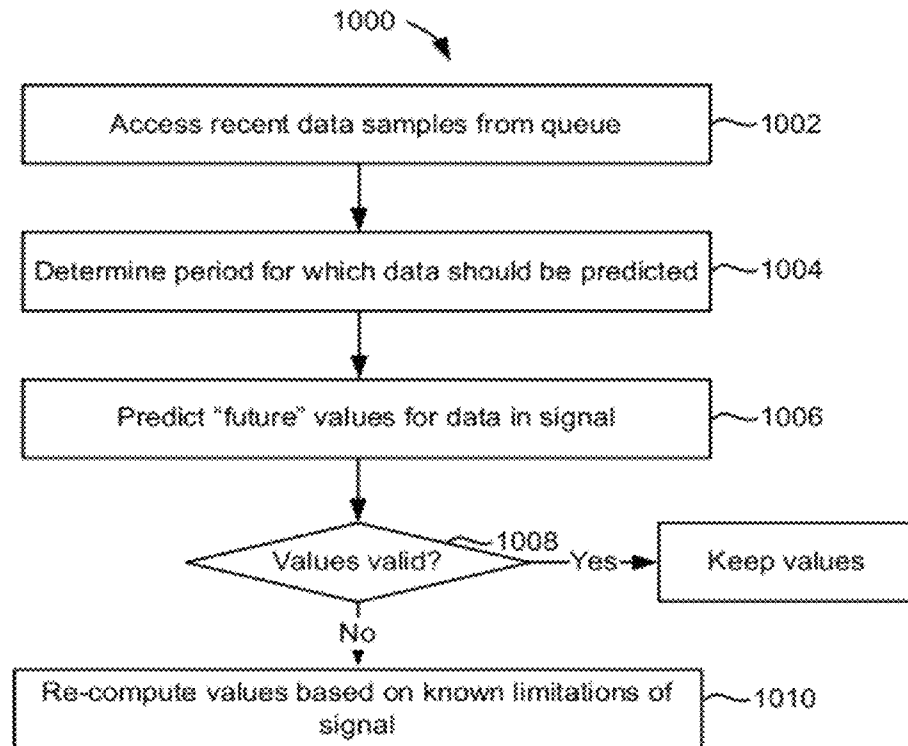 1000
Access recent data samples from queue
1002
Determine period for which data should be predicted
1004
Predict “future” values for data in signal
1006
Values valid?
1008
Yes
Keep values
No
Re-compute values based on known limitations of
signal
1010